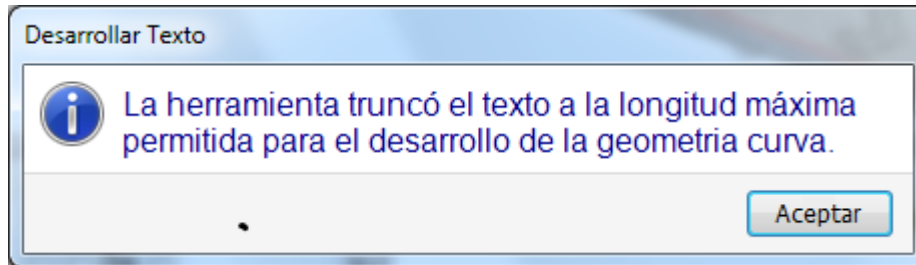 Desarrollar Texto
La herramienta truncó el texto a la longitud máxima
permitida para el desarrollo de la geometria curva.
Aceptar